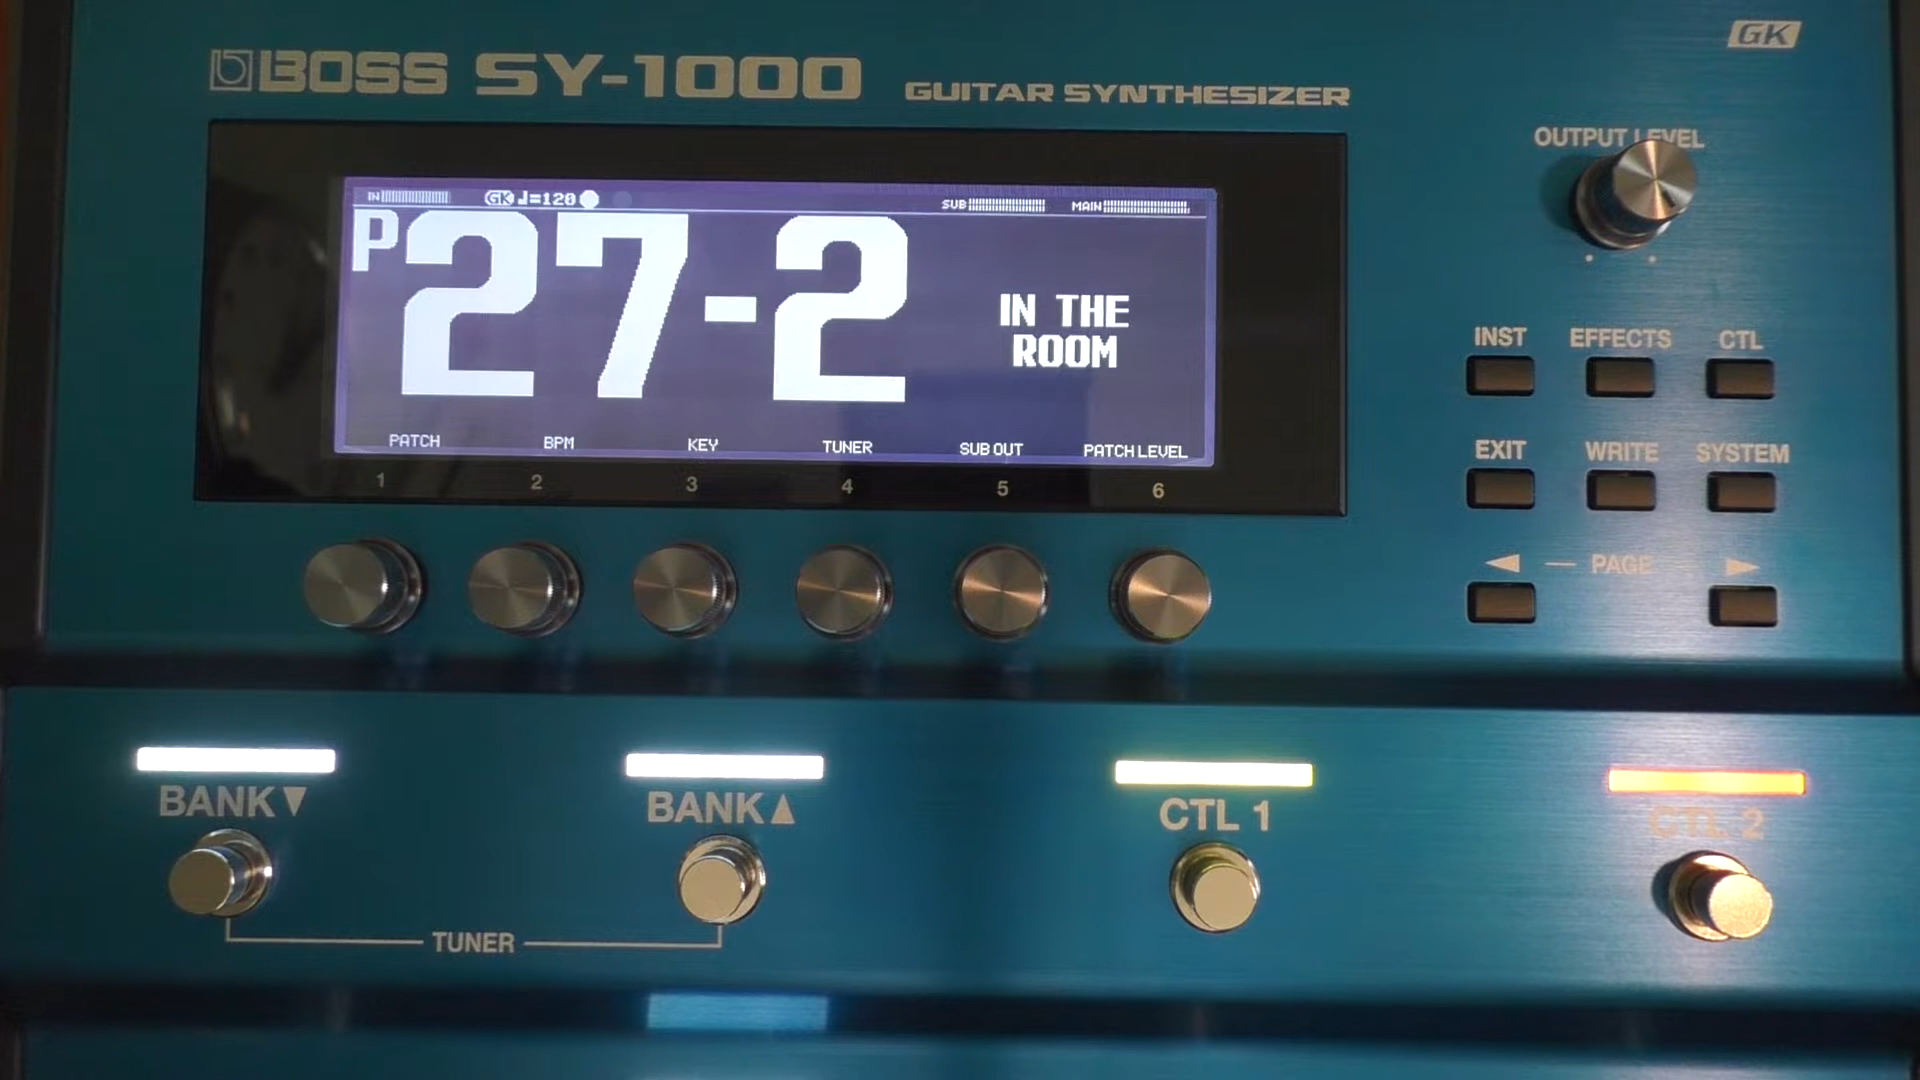 GK
BOSS SY-1000 GUITAR SYNTHESIZER
OUTPUT LEVEL
IN GK ♩=120 SUB MAIN
P27-2
IN THE
ROOM
PATCH BPM KEY TUNER SUB OUT PATCH LEVEL
1 2 3 4 5 6
INST EFFECTS CTL
EXIT WRITE SYSTEM
◀ — PAGE ▶
BANK▼ BANK▲ CTL 1 CTL 2
TUNER